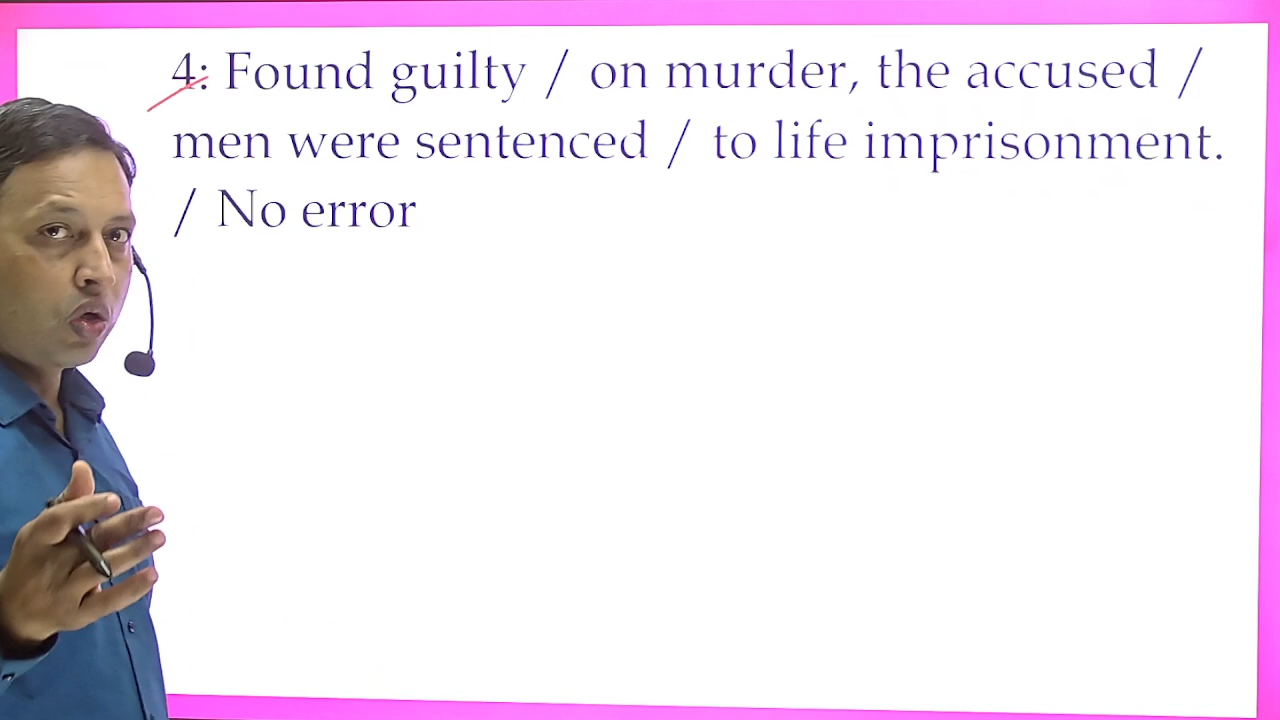 4: Found guilty / on murder, the accused /
men were sentenced / to life imprisonment.
/ No error